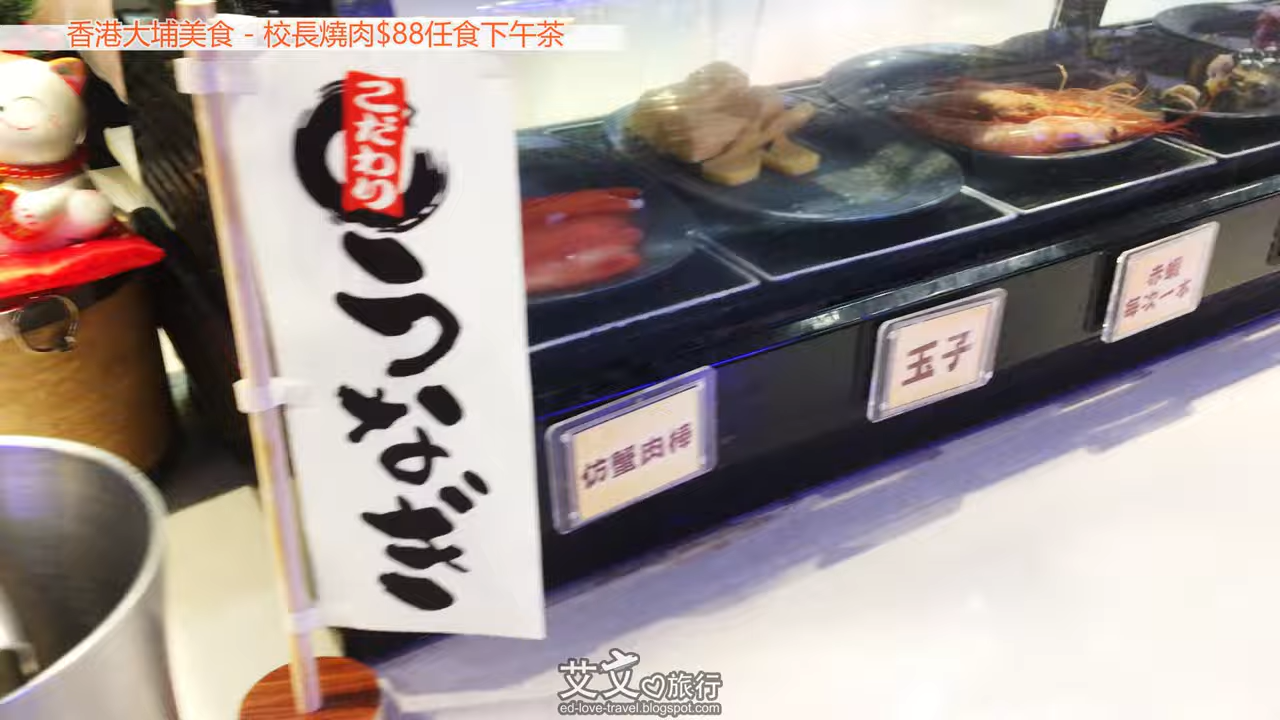 香港大埔美食 - 校長燒肉$88任食下午茶
こだわり
うなぎ
仿蟹肉棒
玉子
赤蝦
每次一本
艾文旅行
ed-love-travel.blogspot.com